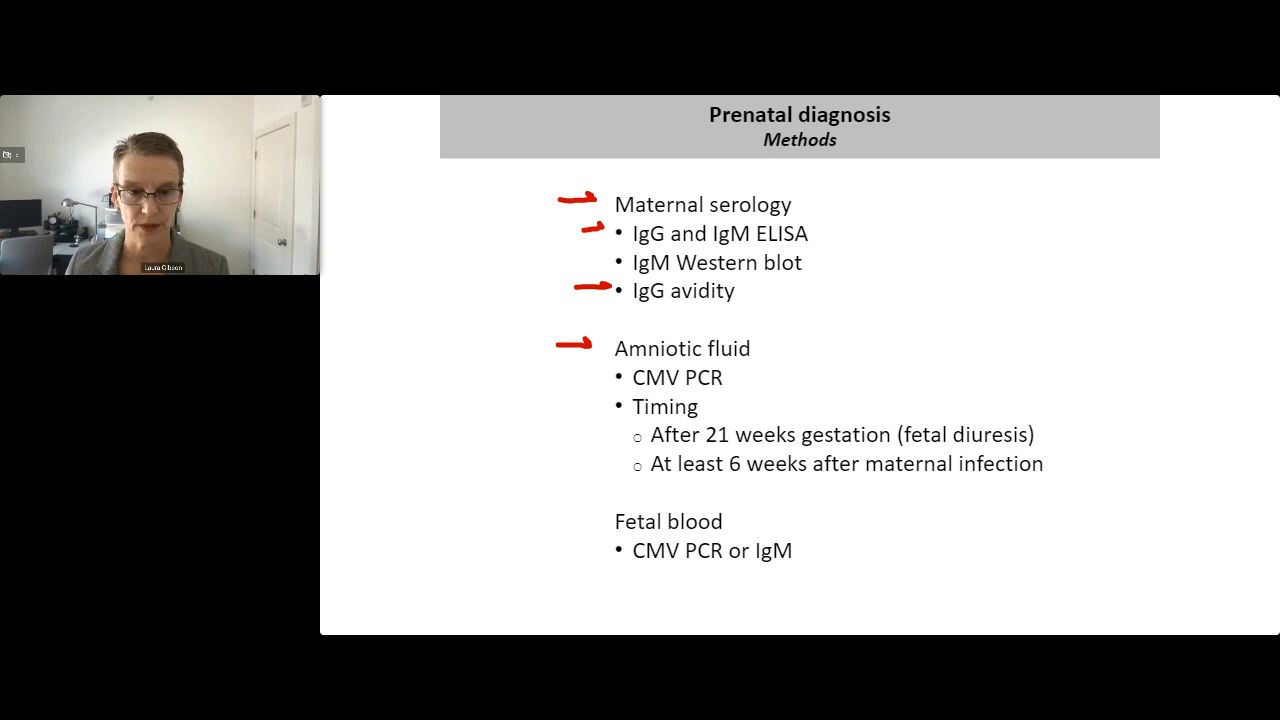 Prenatal diagnosis
Methods
Laura Gibson
Maternal serology
• IgG and IgM ELISA
• IgM Western blot
• IgG avidity
Amniotic fluid
• CMV PCR
• Timing
o After 21 weeks gestation (fetal diuresis)
o At least 6 weeks after maternal infection
Fetal blood
• CMV PCR or IgM